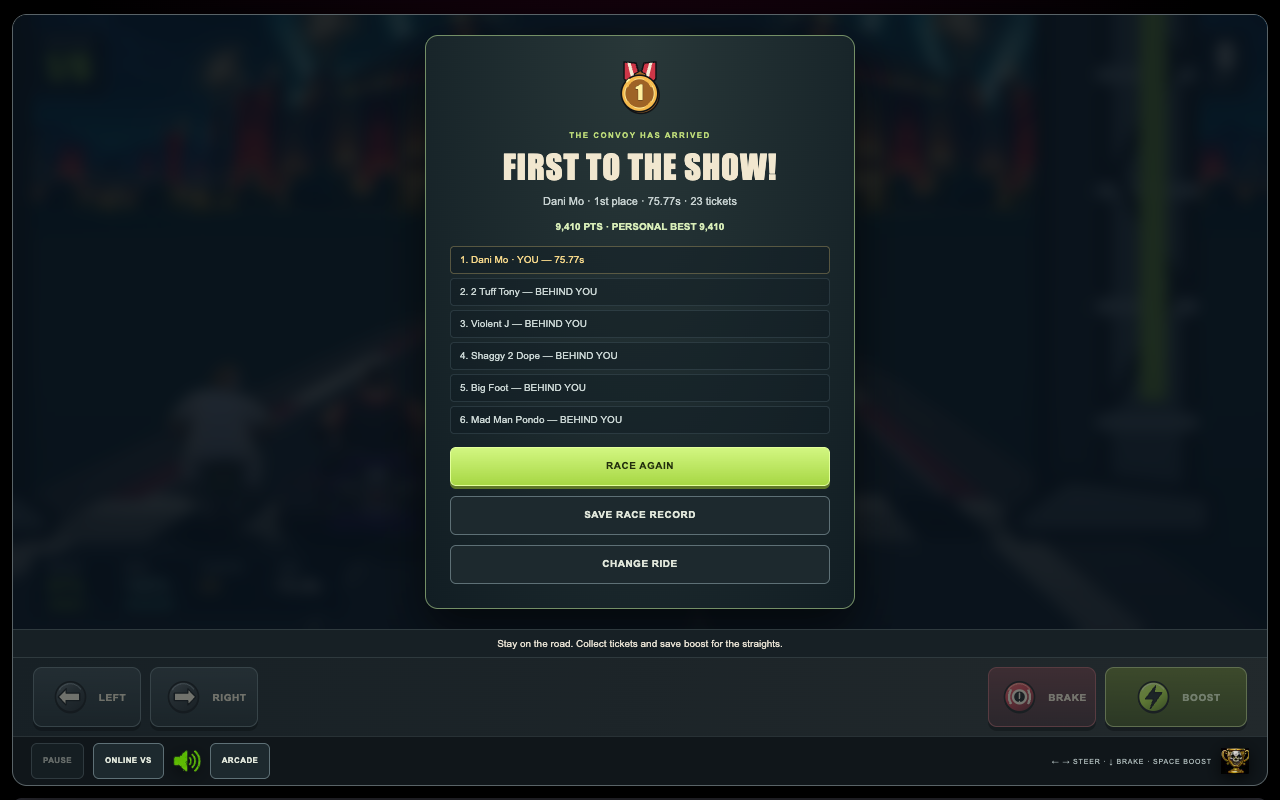 1
THE CONVOY HAS ARRIVED
FIRST TO THE SHOW!
Dani Mo · 1st place · 75.77s · 23 tickets
9,410 PTS · PERSONAL BEST 9,410
1. Dani Mo · YOU — 75.77s
2. 2 Tuff Tony — BEHIND YOU
3. Violent J — BEHIND YOU
4. Shaggy 2 Dope — BEHIND YOU
5. Big Foot — BEHIND YOU
6. Mad Man Pondo — BEHIND YOU
RACE AGAIN
SAVE RACE RECORD
CHANGE RIDE
Stay on the road. Collect tickets and save boost for the straights.
LEFT RIGHT BRAKE BOOST
PAUSE ONLINE VS ARCADE ← → STEER · ↓ BRAKE · SPACE BOOST